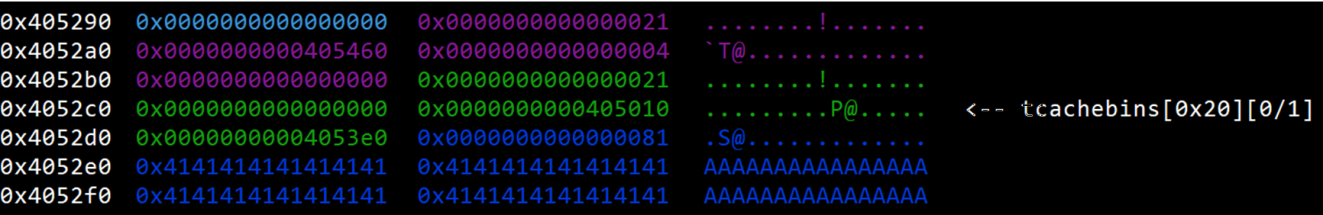 0x405290 0x0000000000000000 0x0000000000000021 ........!.......
0x4052a0 0x0000000000405460 0x0000000000000004 `T@.............
0x4052b0 0x0000000000000000 0x0000000000000021 ........!.......
0x4052c0 0x0000000000000000 0x0000000000405010 .........P@..... <-- tcachebins[0x20][0/1]
0x4052d0 0x00000000004053e0 0x0000000000000081 .S@.............
0x4052e0 0x4141414141414141 0x4141414141414141 AAAAAAAAAAAAAAAA
0x4052f0 0x4141414141414141 0x4141414141414141 AAAAAAAAAAAAAAAA